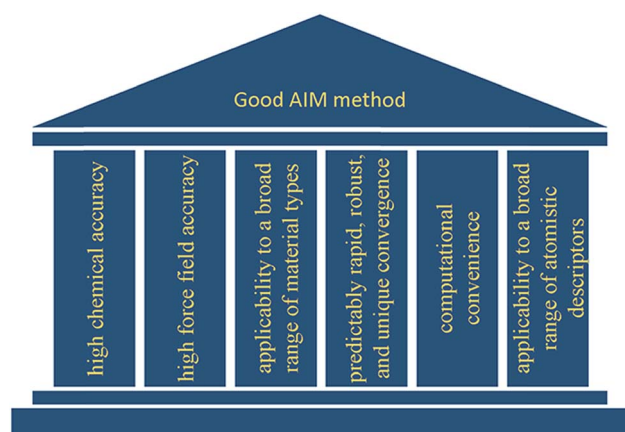 Good AIM method
high chemical accuracy
high force field accuracy
applicability to a broad
range of material types
predictably rapid, robust,
and unique convergence
computational
convenience
applicability to a broad
range of atomistic
descriptors